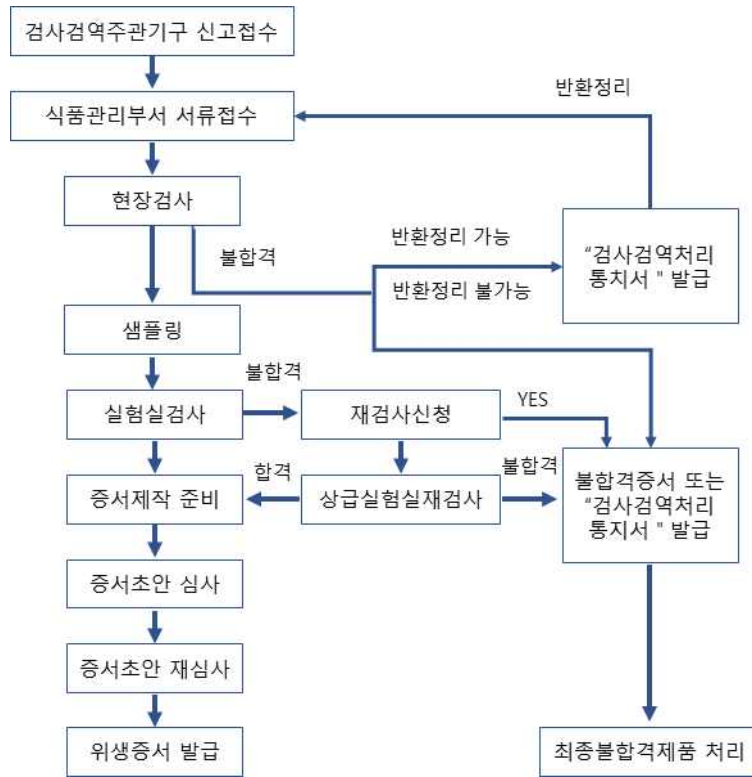 검사검역주관기구 신고접수
식품관리부서 서류접수
반환정리
현장검사
불합격
반환정리 가능
반환정리 불가능
“검사검역처리
통치서 " 발급
샘플링
불합격
실험실검사
재검사신청
YES
합격
불합격
증서제작 준비
상급실험실재검사
불합격증서 또는
“검사검역처리
통지서 " 발급
증서초안 심사
증서초안 재심사
위생증서 발급
최종불합격제품 처리